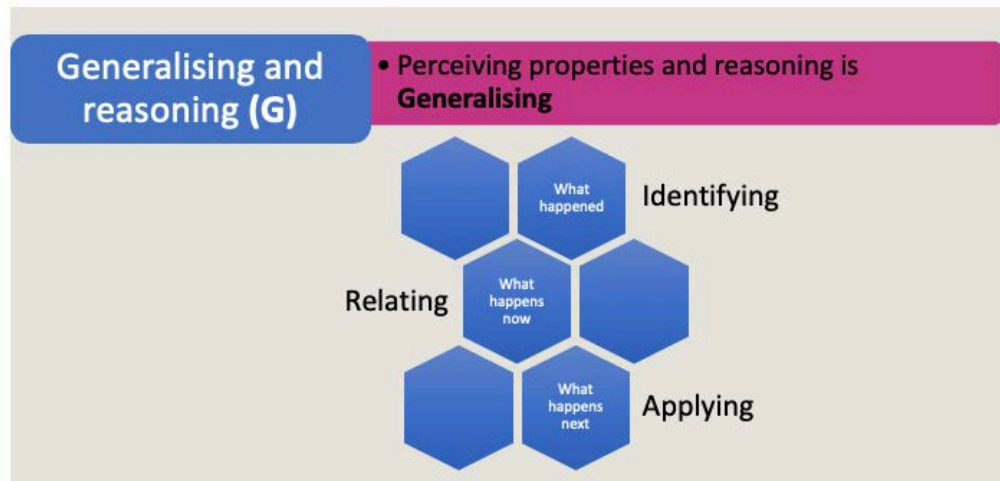 Generalising and
reasoning (G)
• Perceiving properties and reasoning is
Generalising
What
happened
Identifying
Relating
What
happens
now
What
happens
next
Applying